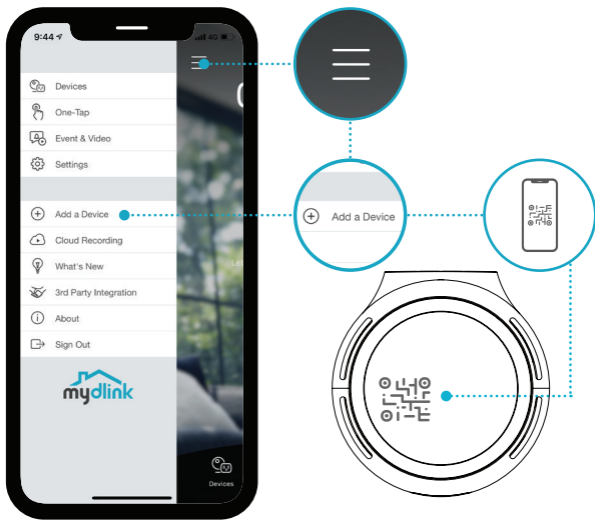 9:44
4G
Devices
One-Tap
Event & Video
Settings
Add a Device
Cloud Recording
What's New
3rd Party Integration
About
Sign Out
mydlink
Devices
Add a Device